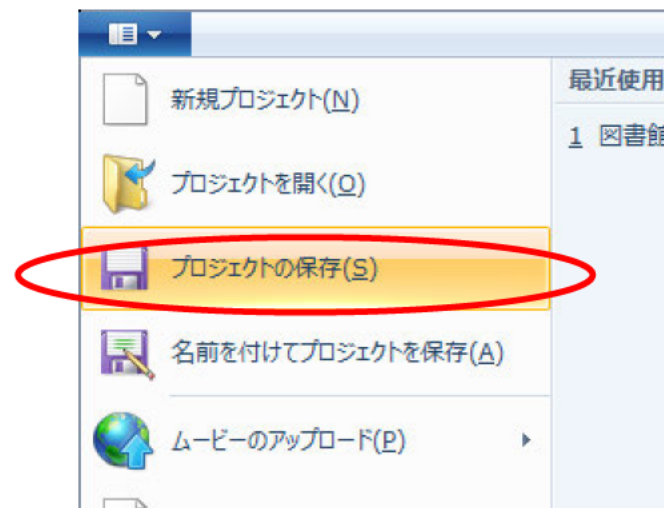 新規プロジェクト(N)
プロジェクトを開く(O)
プロジェクトの保存(S)
名前を付けてプロジェクトを保存(A)
ムービーのアップロード(P)
最近使用
1 図書館